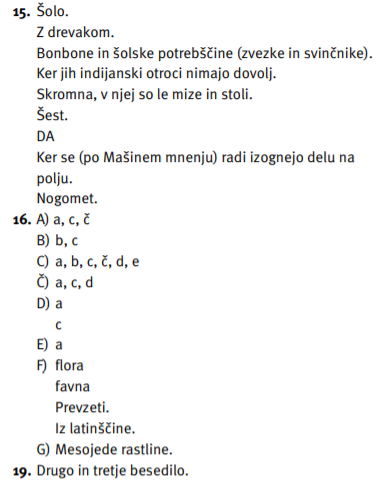 15. Šolo.
Z drevakom.
Bonbone in šolske potrebščine (zvezke in svinčnike).
Ker jih indijanski otroci nimajo dovolj.
Skromna, v njej so le mize in stoli.
Šest.
DA
Ker se (po Mašinem mnenju) radi izognejo delu na
polju.
Nogomet.
16. A) a, c, č
B) b, c
C) a, b, c, č, d, e
Č) a, c, d
D) a
c
E) a
F) flora
favna
Prevzeti.
Iz latinščine.
G) Mesojede rastline.
19. Drugo in tretje besedilo.